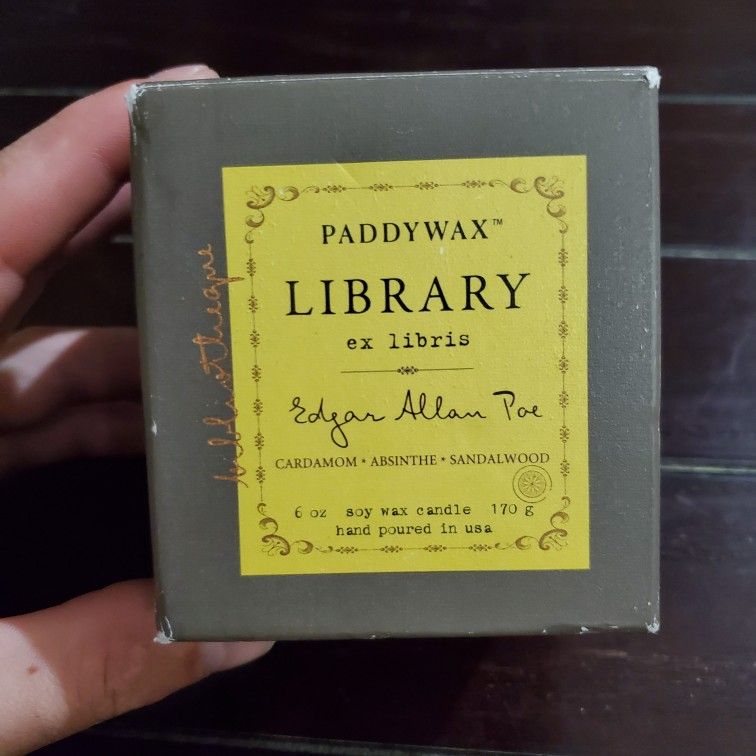 PADDYWAX™
LIBRARY
ex libris
Edgar Allan Poe
CARDAMOM * ABSINTHE * SANDALWOOD
6 oz soy wax candle 170 g
hand poured in usa
bibliotheque